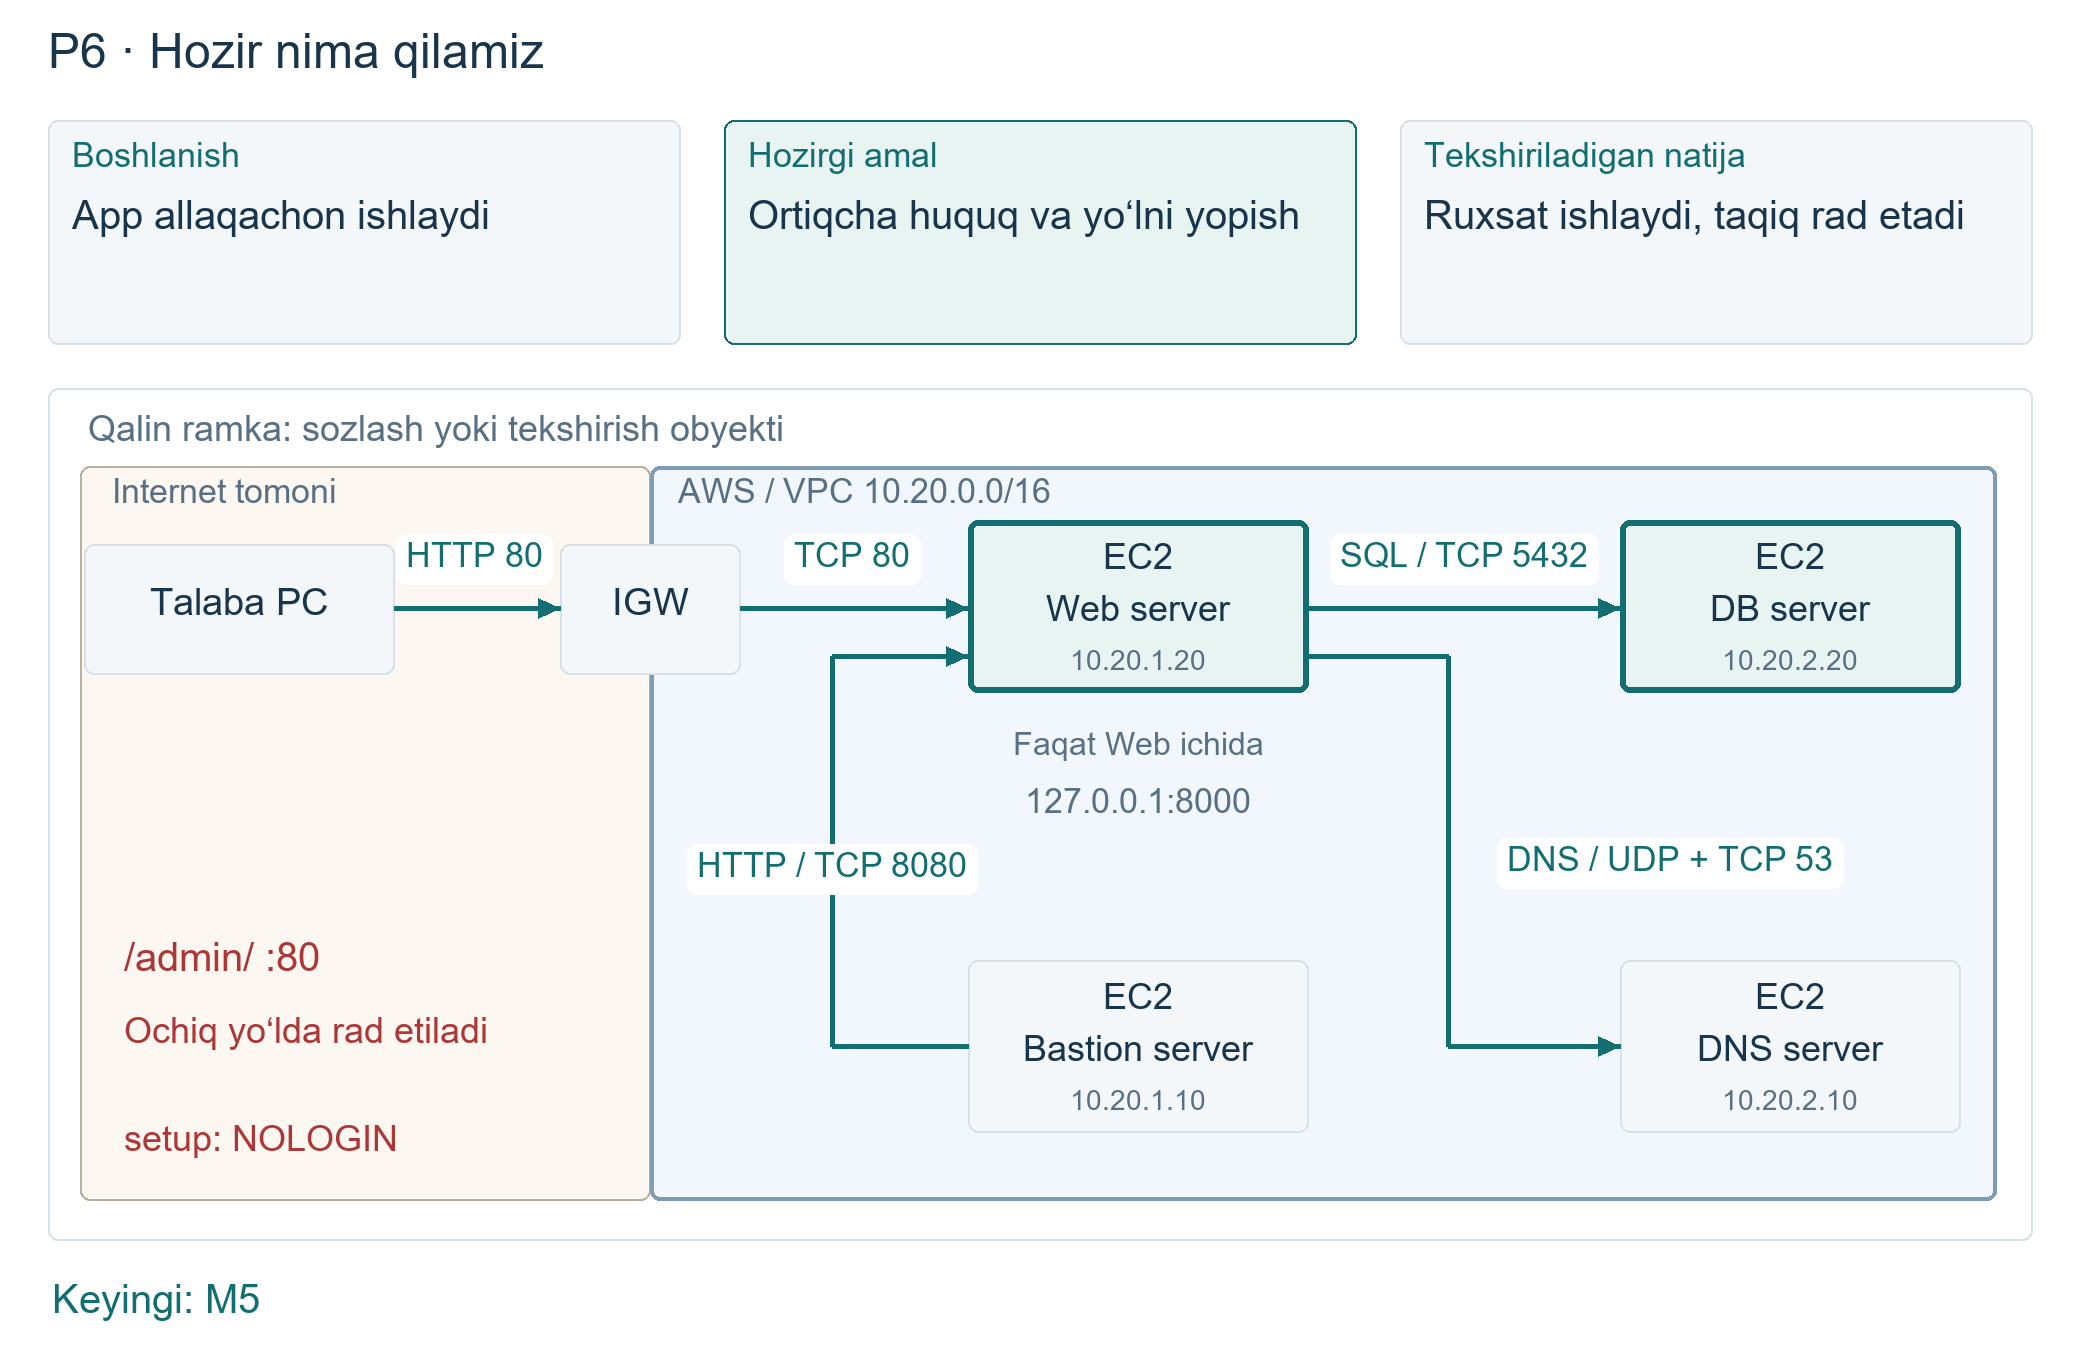 P6 · Hozir nima qilamiz
Boshlanish
App allaqachon ishlaydi
Hozirgi amal
Ortiqcha huquq va yo‘lni yopish
Tekshiriladigan natija
Ruxsat ishlaydi, taqiq rad etadi
Qalin ramka: sozlash yoki tekshirish obyekti
Internet tomoni
AWS / VPC 10.20.0.0/16
Talaba PC
HTTP 80
IGW
TCP 80
EC2
Web server
10.20.1.20
SQL / TCP 5432
EC2
DB server
10.20.2.20
Faqat Web ichida
127.0.0.1:8000
HTTP / TCP 8080
DNS / UDP + TCP 53
/admin/ :80
Ochiq yo‘lda rad etiladi
setup: NOLOGIN
EC2
Bastion server
10.20.1.10
EC2
DNS server
10.20.2.10
Keyingi: M5